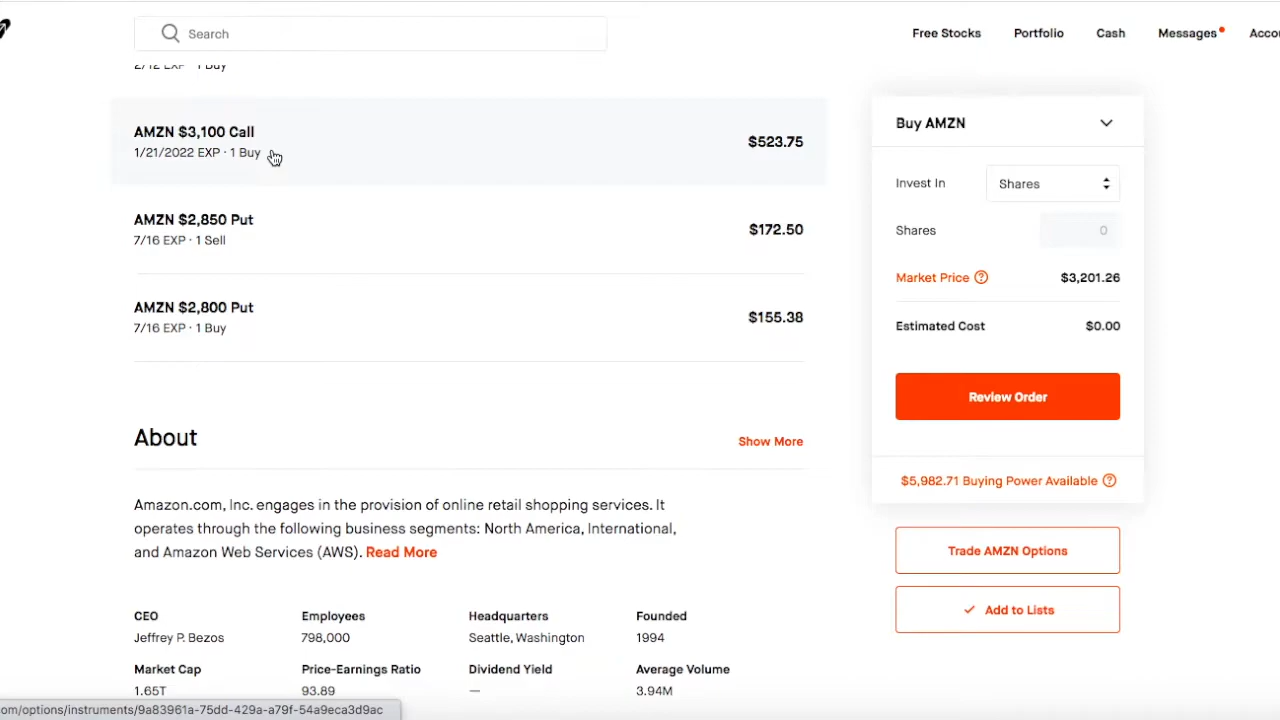 Search
Free Stocks
Portfolio
Cash
Messages
Acco
2/12 EXP · 1 Buy
AMZN $3,100 Call
1/21/2022 EXP · 1 Buy
$523.75
AMZN $2,850 Put
7/16 EXP · 1 Sell
$172.50
AMZN $2,800 Put
7/16 EXP · 1 Buy
$155.38
About
Show More
Amazon.com, Inc. engages in the provision of online retail shopping services. It
operates through the following business segments: North America, International,
and Amazon Web Services (AWS). Read More
CEO
Jeffrey P. Bezos
Employees
798,000
Headquarters
Seattle, Washington
Founded
1994
Market Cap
1.65T
Price-Earnings Ratio
93.89
Dividend Yield
—
Average Volume
3.94M
om/options/instruments/9a83961a-75dd-429a-a79f-54a9eca3d9ac
Buy AMZN
Invest In
Shares
Shares
0
Market Price ?
$3,201.26
Estimated Cost
$0.00
Review Order
$5,982.71 Buying Power Available ?
Trade AMZN Options
Add to Lists